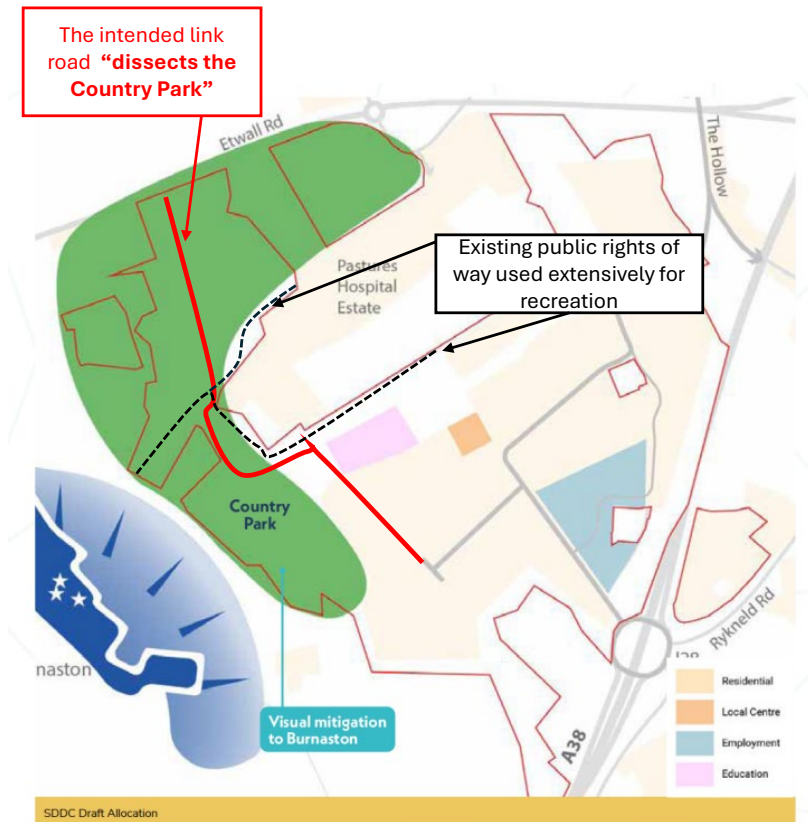 The intended link
road “dissects the
Country Park”
Etwall Rd
The Hollow
Existing public rights of
way used extensively for
recreation
Pastures
Hospital
Estate
Country
Park
naston
Visual mitigation
to Burnaston
Rykneld Rd
A38
Residential
Local Centre
Employment
Education
SDDC Draft Allocation